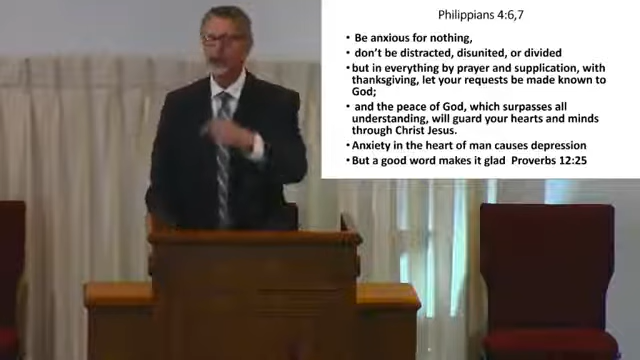 Philippians 4:6,7
• Be anxious for nothing,
• don't be distracted, disunited, or divided
• but in everything by prayer and supplication, with
thanksgiving, let your requests be made known to
God;
• and the peace of God, which surpasses all
understanding, will guard your hearts and minds
through Christ Jesus.
• Anxiety in the heart of man causes depression
• But a good word makes it glad Proverbs 12:25